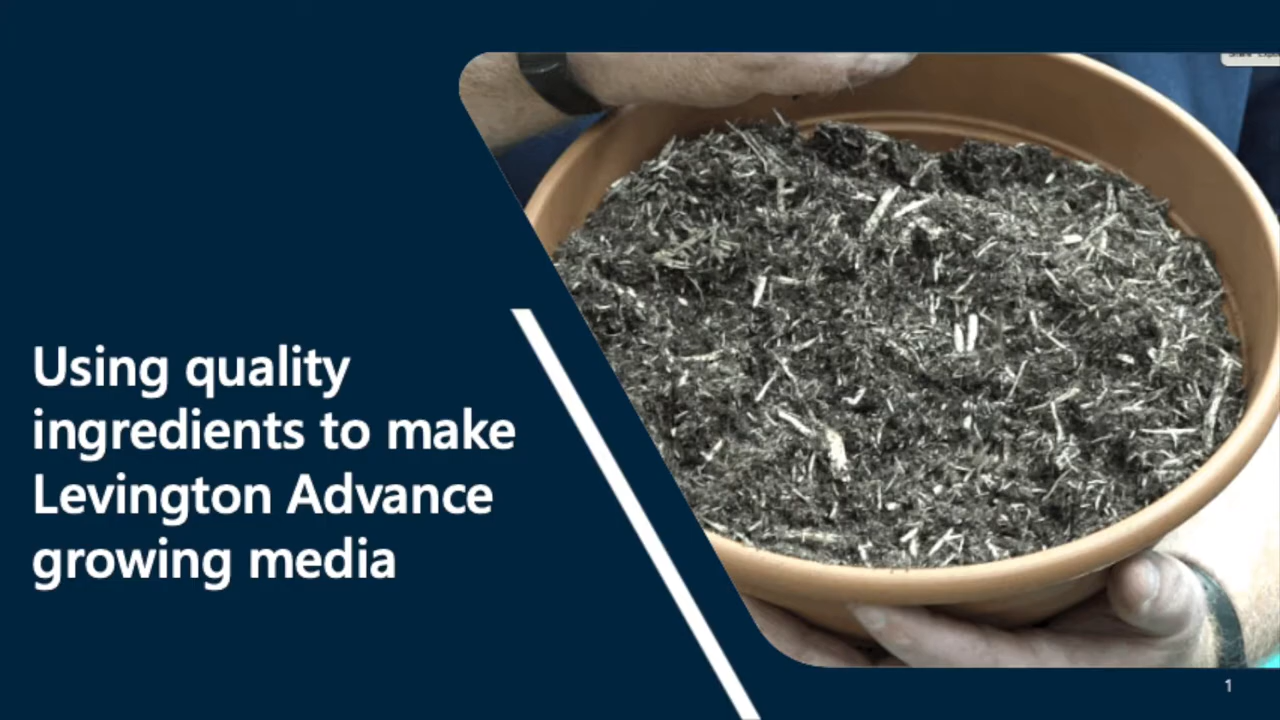 Using quality
ingredients to make
Levington Advance
growing media
1